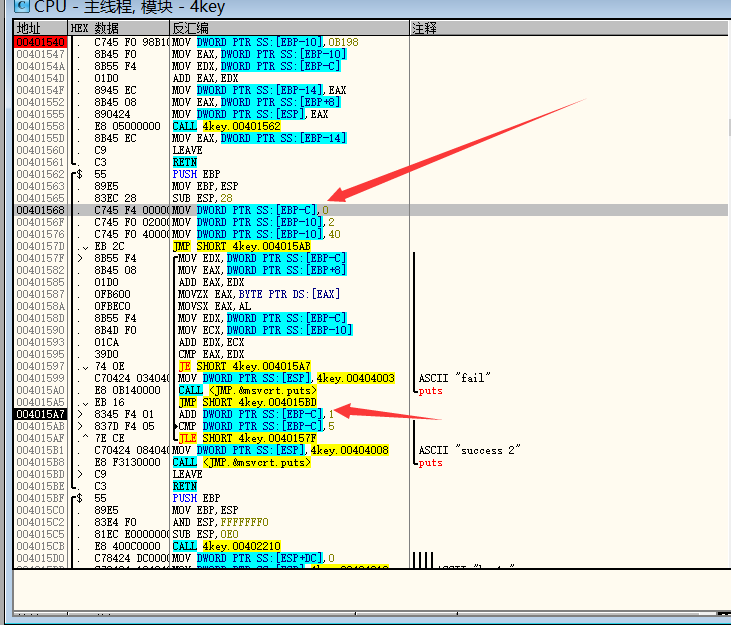 CPU - 主线程, 模块 - 4key
地址 HEX 数据 反汇编 注释
00401540 . C745 F0 98B10 MOV DWORD PTR SS:[EBP-10],0B198
00401547 . 8B45 F0 MOV EAX,DWORD PTR SS:[EBP-10]
0040154A . 8B55 F4 MOV EDX,DWORD PTR SS:[EBP-C]
0040154D . 01D0 ADD EAX,EDX
0040154F . 8945 EC MOV DWORD PTR SS:[EBP-14],EAX
00401552 . 8B45 08 MOV EAX,DWORD PTR SS:[EBP+8]
00401555 . 890424 MOV DWORD PTR SS:[ESP],EAX
00401558 . E8 05000000 CALL 4key.00401562
0040155D . 8B45 EC MOV EAX,DWORD PTR SS:[EBP-14]
00401560 . C9 LEAVE
00401561 . C3 RETN
00401562 $ 55 PUSH EBP
00401563 . 89E5 MOV EBP,ESP
00401565 . 83EC 28 SUB ESP,28
00401568 . C745 F4 00000 MOV DWORD PTR SS:[EBP-C],0
0040156F . C745 F0 02000 MOV DWORD PTR SS:[EBP-10],2
00401576 . C745 F0 40000 MOV DWORD PTR SS:[EBP-10],40
0040157D . EB 2C JMP SHORT 4key.004015AB
0040157F > 8B55 F4 MOV EDX,DWORD PTR SS:[EBP-C]
00401582 . 8B45 08 MOV EAX,DWORD PTR SS:[EBP+8]
00401585 . 01D0 ADD EAX,EDX
00401587 . 0FB600 MOVZX EAX,BYTE PTR DS:[EAX]
0040158A . 0FBEC0 MOVSX EAX,AL
0040158D . 8B55 F4 MOV EDX,DWORD PTR SS:[EBP-C]
00401590 . 8B4D F0 MOV ECX,DWORD PTR SS:[EBP-10]
00401593 . 01CA ADD EDX,ECX
00401595 . 39D0 CMP EAX,EDX
00401597 . 74 0E JE SHORT 4key.004015A7
00401599 . C70424 03404 MOV DWORD PTR SS:[ESP],4key.00404003 ASCII "fail"
004015A0 . E8 0B140000 CALL <JMP.&msvcrt.puts> puts
004015A5 . EB 16 JMP SHORT 4key.004015BD
004015A7 > 8345 F4 01 ADD DWORD PTR SS:[EBP-C],1
004015AB > 837D F4 05 CMP DWORD PTR SS:[EBP-C],5
004015AF .^ 7E CE JLE SHORT 4key.0040157F
004015B1 . C70424 08404 MOV DWORD PTR SS:[ESP],4key.00404008 ASCII "success 2"
004015B8 . E8 F3130000 CALL <JMP.&msvcrt.puts> puts
004015BD > C9 LEAVE
004015BE . C3 RETN
004015BF $ 55 PUSH EBP
004015C0 . 89E5 MOV EBP,ESP
004015C2 . 83E4 F0 AND ESP,FFFFFFF0
004015C5 . 81EC E0000000 SUB ESP,0E0
004015CB . E8 400C0000 CALL 4key.00402210
004015D0 . C78424 DC000 MOV DWORD PTR SS:[ESP+DC],0